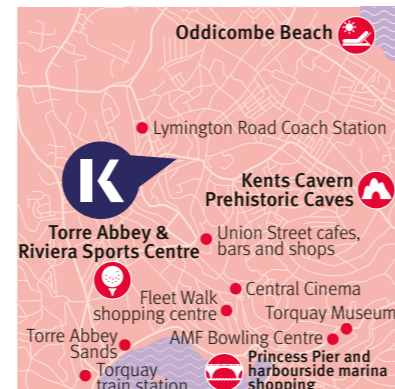 Oddicombe Beach
Lymington Road Coach Station
K
Kents Cavern
Prehistoric Caves
Torre Abbey &
Riviera Sports Centre
Union Street cafes,
bars and shops
Central Cinema
Fleet Walk
shopping centre
Torquay Museum
AMF Bowling Centre
Torre Abbey
Sands
Princess Pier and
harbourside marina
shopping
Torquay
train station